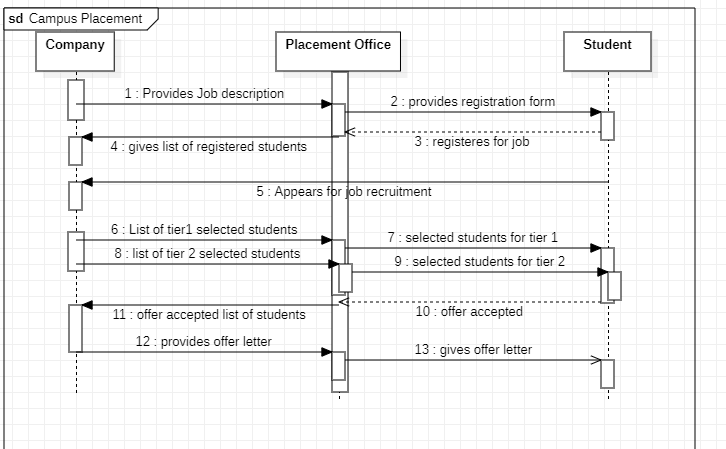 sd Campus Placement
Company
Placement Office
Student
1 : Provides Job description
2 : provides registration form
3 : registeres for job
4 : gives list of registered students
5 : Appears for job recruitment
6 : List of tier1 selected students
7 : selected students for tier 1
8 : list of tier 2 selected students
9 : selected students for tier 2
10 : offer accepted
11 : offer accepted list of students
12 : provides offer letter
13 : gives offer letter